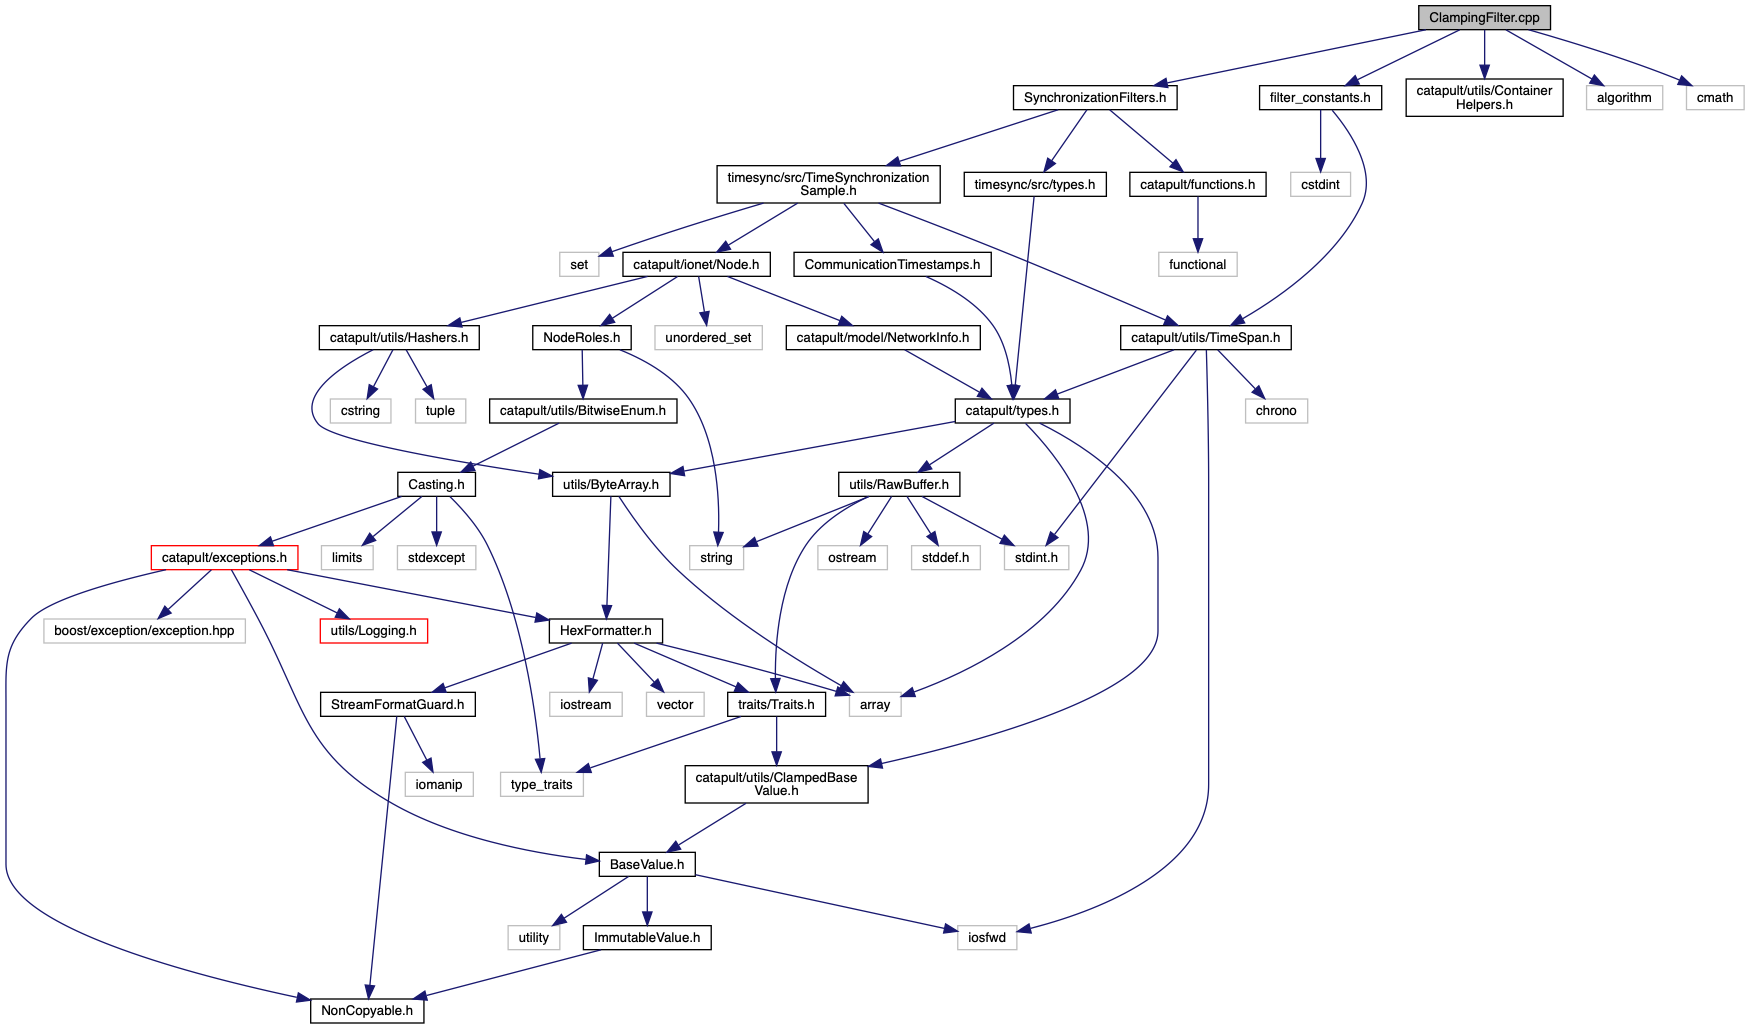 ClampingFilter.cpp
SynchronizationFilters.h
filter_constants.h
catapult/utils/Container
Helpers.h
algorithm
cmath
timesync/src/TimeSynchronization
Sample.h
timesync/src/types.h
catapult/functions.h
cstdint
set
catapult/ionet/Node.h
CommunicationTimestamps.h
functional
catapult/utils/Hashers.h
NodeRoles.h
unordered_set
catapult/model/NetworkInfo.h
catapult/utils/TimeSpan.h
cstring
tuple
catapult/utils/BitwiseEnum.h
catapult/types.h
chrono
Casting.h
utils/ByteArray.h
utils/RawBuffer.h
catapult/exceptions.h
limits
stdexcept
string
ostream
stddef.h
stdint.h
boost/exception/exception.hpp
utils/Logging.h
HexFormatter.h
StreamFormatGuard.h
iostream
vector
traits/Traits.h
array
iomanip
type_traits
catapult/utils/ClampedBase
Value.h
BaseValue.h
utility
ImmutableValue.h
iosfwd
NonCopyable.h